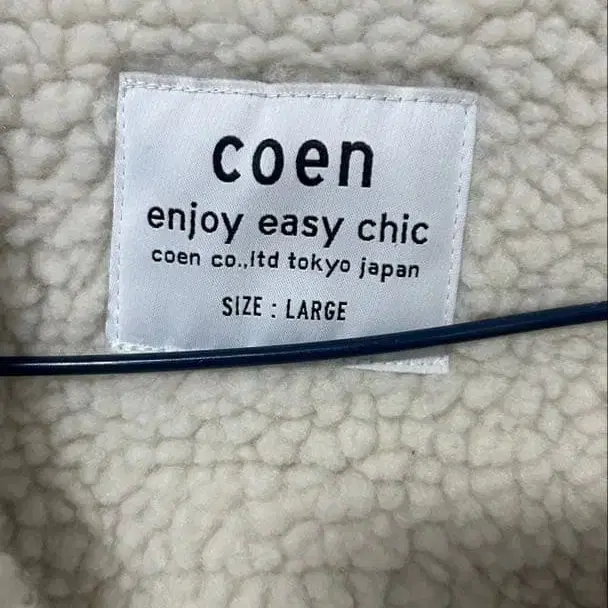 coen
enjoy easy chic
coen co.,ltd tokyo japan
SIZE : LARGE